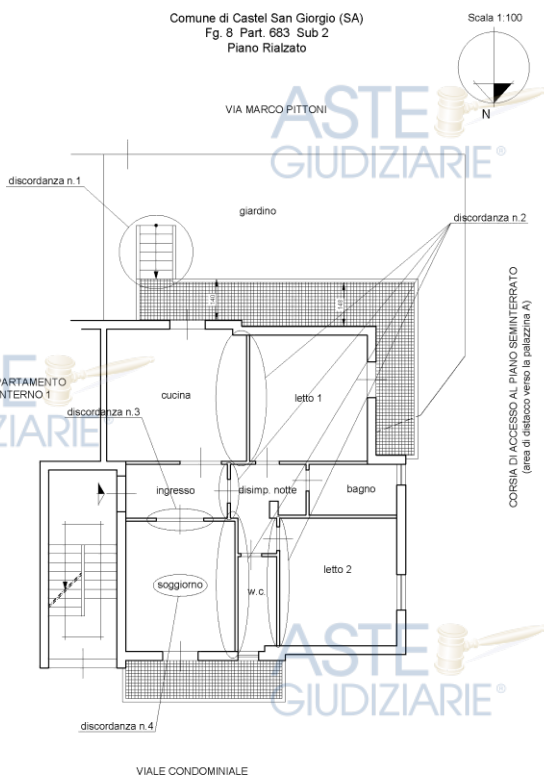 Comune di Castel San Giorgio (SA)
Fg. 8 Part. 683 Sub 2
Piano Rialzato
Scala 1:100
N
VIA MARCO PITTONI
ASTE
GIUDIZIARIE®
discordanza n.1
giardino
discordanza n.2
CORSIA DI ACCESSO AL PIANO SEMINTERRATO
(area di distacco verso la palazzina A)
ASTE
ZIARIE
PARTAMENTO
INTERNO 1
cucina
letto 1
discordanza n.3
ingresso
disimp. notte
bagno
soggiorno
w.c.
letto 2
ASTE
GIUDIZIARIE®
discordanza n.4
VIALE CONDOMINIALE